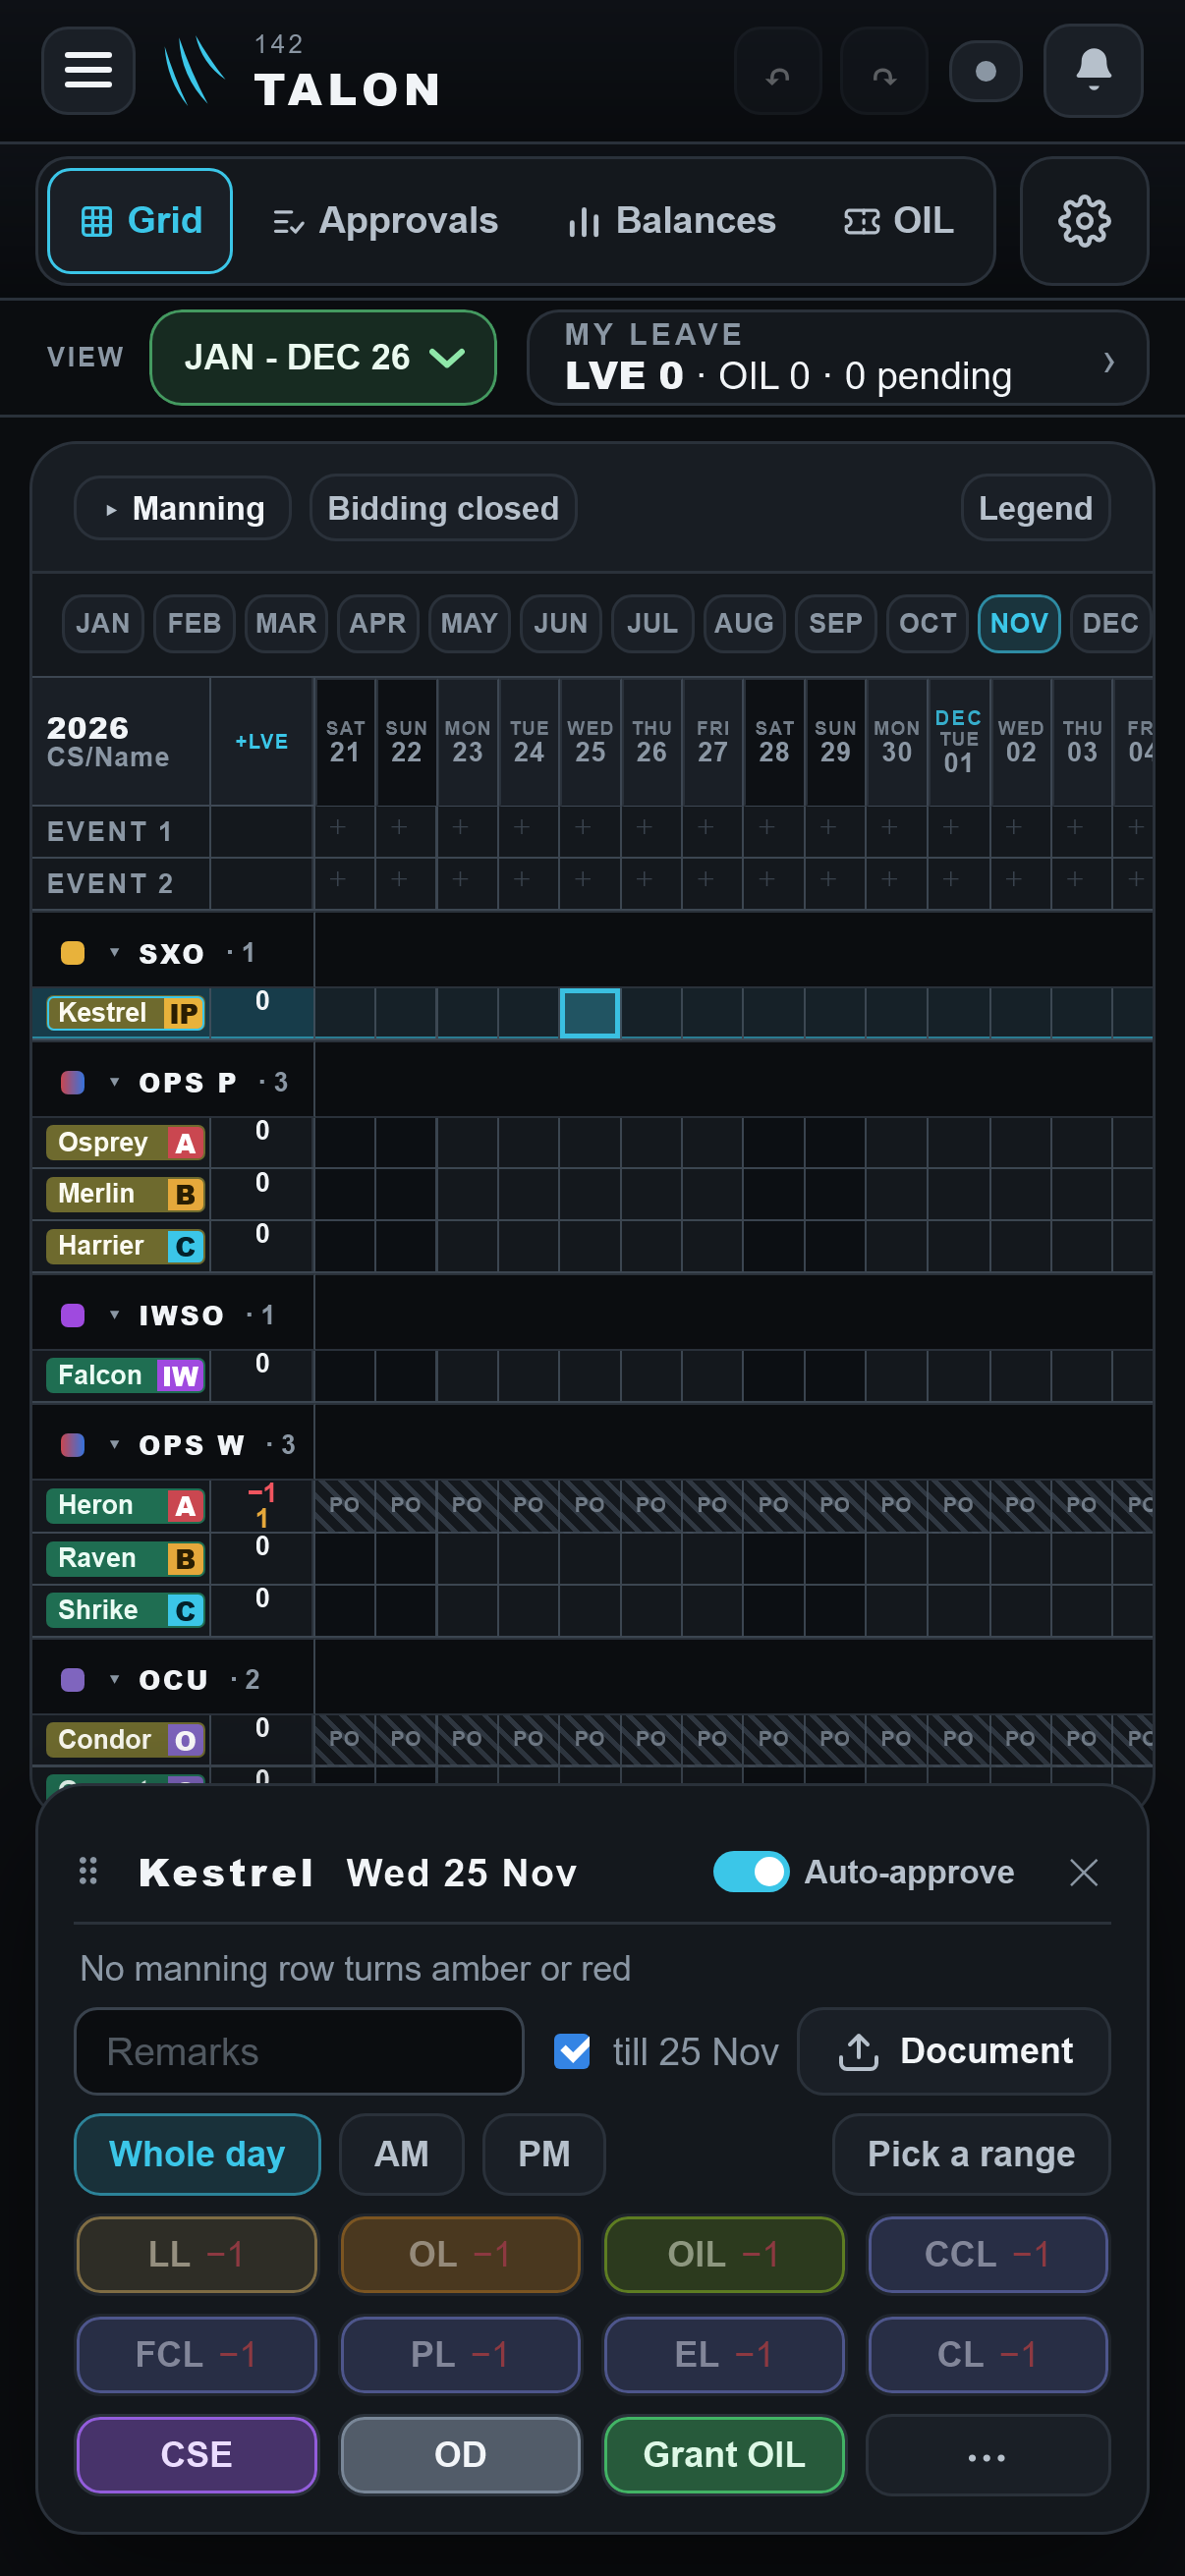 142
TALON
Grid
Approvals
Balances
OIL
VIEW
JAN - DEC 26
MY LEAVE
LVE 0 · OIL 0 · 0 pending
Manning
Bidding closed
Legend
JAN FEB MAR APR MAY JUN JUL AUG SEP OCT NOV DEC
2026
CS/Name
+LVE
SAT 21
SUN 22
MON 23
TUE 24
WED 25
THU 26
FRI 27
SAT 28
SUN 29
MON 30
DEC TUE 01
WED 02
THU 03
EVENT 1 + + + + + + + + + + + + + +
EVENT 2 + + + + + + + + + + + + + +
SXO · 1
Kestrel IP 0
OPS P · 3
Osprey A 0
Merlin B 0
Harrier C 0
IWSO · 1
Falcon IW 0
OPS W · 3
Heron A −1 1 PO PO PO PO PO PO PO PO PO PO PO PO PO
Raven B 0
Shrike C 0
OCU · 2
Condor O 0 PO PO PO PO PO PO PO PO PO PO PO PO PO
Kestrel Wed 25 Nov
Auto-approve
No manning row turns amber or red
Remarks
till 25 Nov
Document
Whole day
AM
PM
Pick a range
LL −1
OL −1
OIL −1
CCL −1
FCL −1
PL −1
EL −1
CL −1
CSE
OD
Grant OIL
...